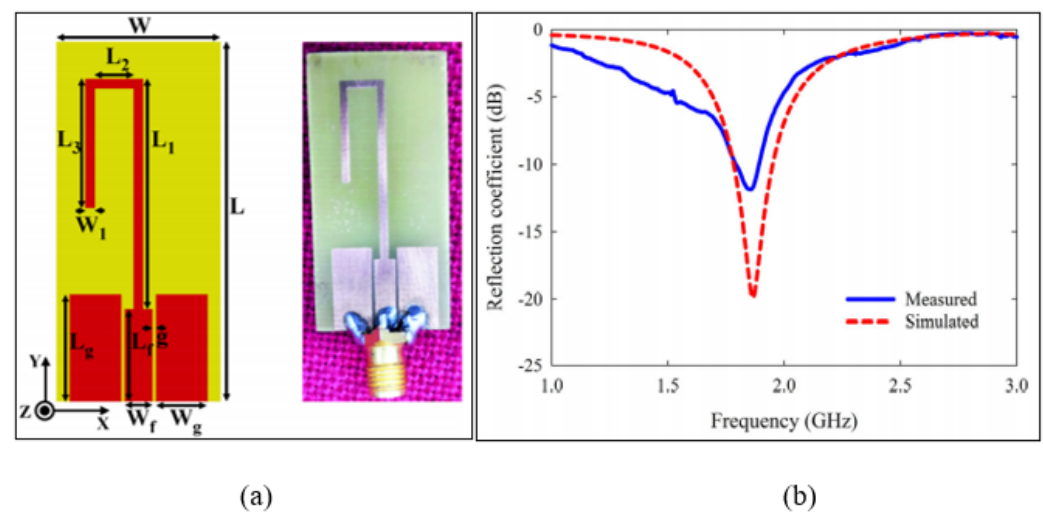 W
L2
L3
L1
L
W1
Lg
Lf
g
Y
Z
X
Wf
Wg
0
-5
-10
-15
-20
-25
Reflection coefficient (dB)
Measured
Simulated
1.0 1.5 2.0 2.5 3.0
Frequency (GHz)
(a) (b)